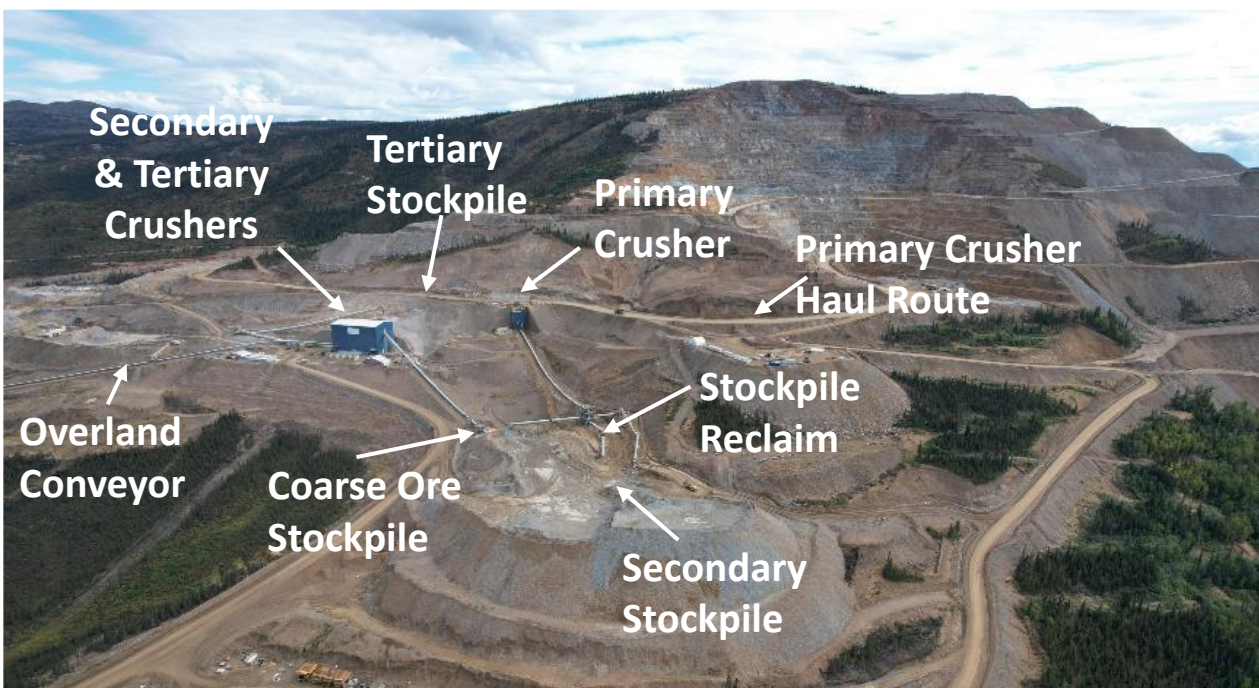 Secondary
& Tertiary
Crushers
Tertiary
Stockpile
Primary
Crusher
Primary Crusher
Haul Route
Stockpile
Reclaim
Overland
Conveyor
Coarse Ore
Stockpile
Secondary
Stockpile